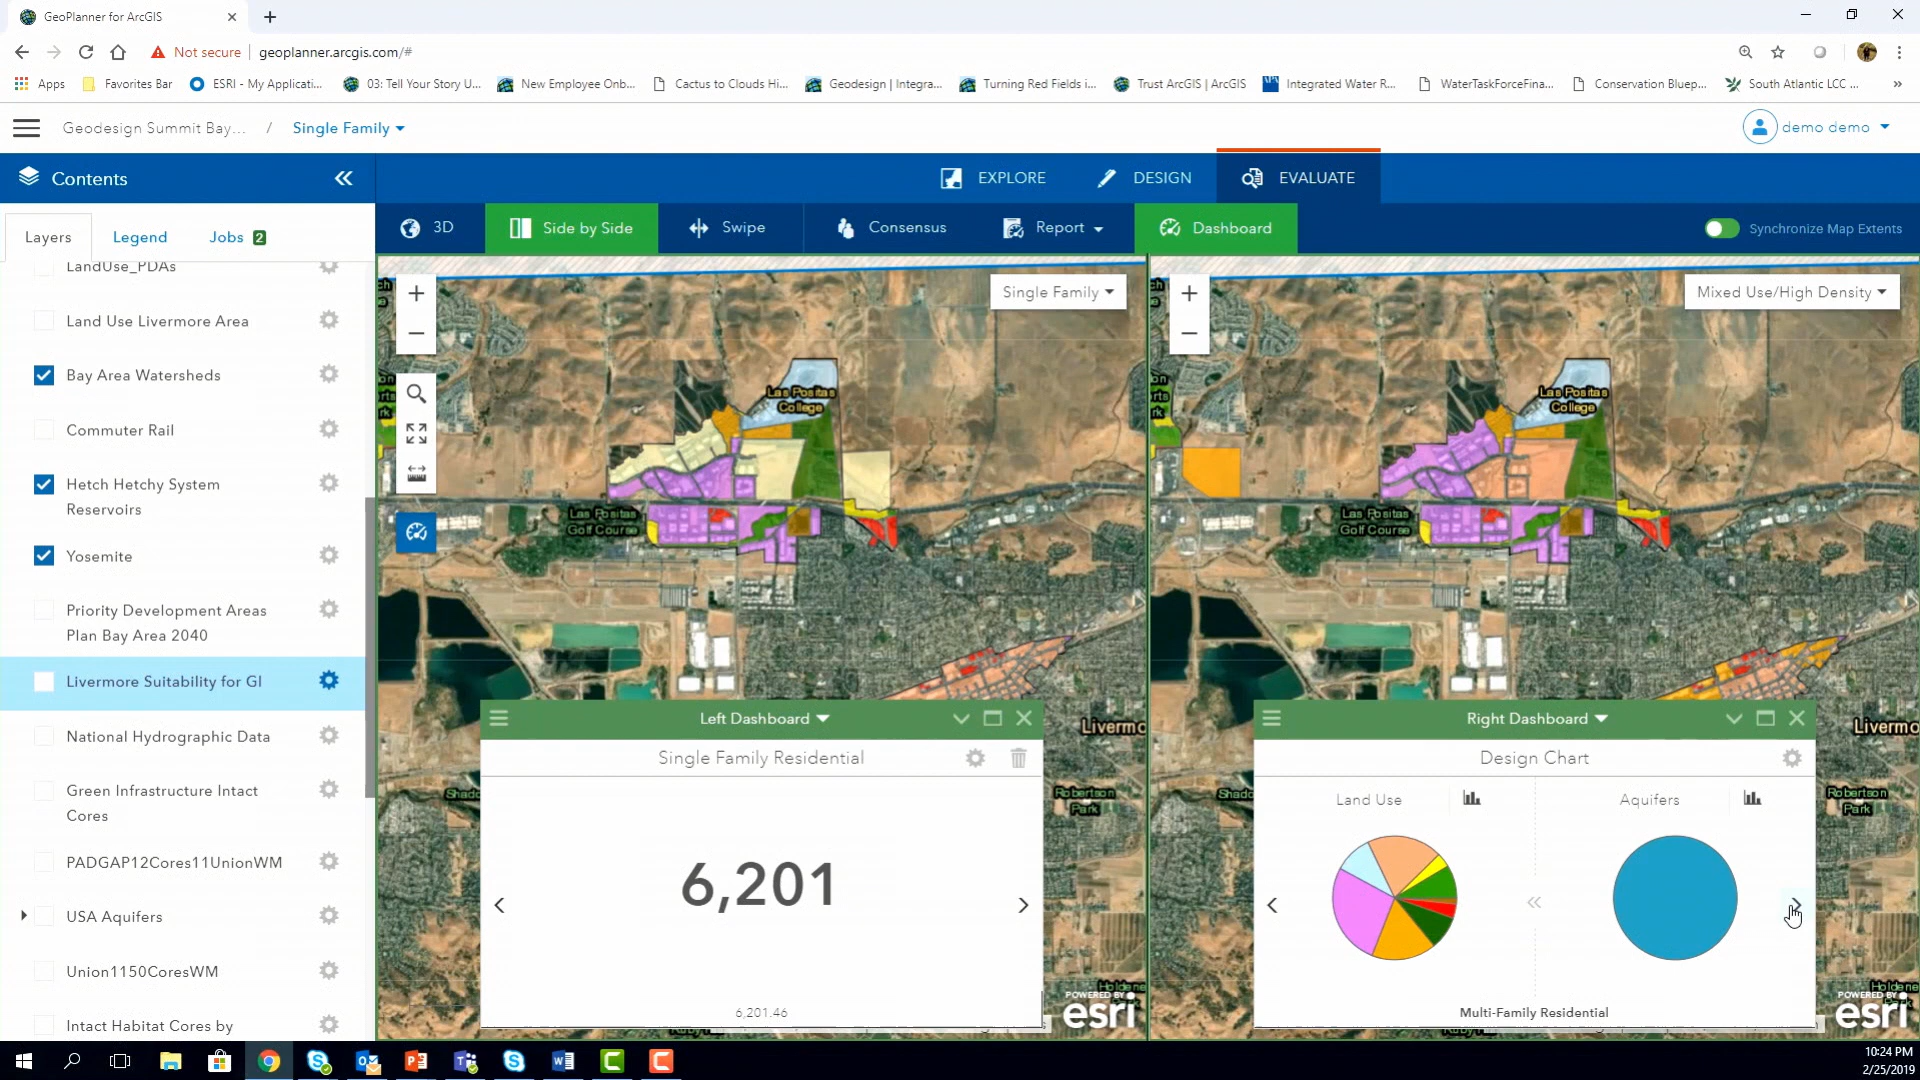 GeoPlanner for ArcGIS
Not secure
geoplanner.arcgis.com/#
Apps
Favorites Bar
ESRI - My Applicati...
03: Tell Your Story U...
New Employee Onb...
Cactus to Clouds Hi...
Geodesign | Integra...
Turning Red Fields i...
Trust ArcGIS | ArcGIS
Integrated Water R...
WaterTaskForceFina...
Conservation Bluep...
South Atlantic LCC ...
Geodesign Summit Bay... / Single Family
demo demo
Contents
EXPLORE
DESIGN
EVALUATE
Layers
Legend
Jobs 2
3D
Side by Side
Swipe
Consensus
Report
Dashboard
Synchronize Map Extents
LandUse_PDAs
Land Use Livermore Area
Bay Area Watersheds
Commuter Rail
Hetch Hetchy System
Reservoirs
Yosemite
Priority Development Areas
Plan Bay Area 2040
Livermore Suitability for GI
National Hydrographic Data
Green Infrastructure Intact
Cores
PADGAP12Cores11UnionWM
USA Aquifers
Union1150CoresWM
Intact Habitat Cores by
Single Family
Las Positas
College
Las Positas
Golf Course
Livermo
Robertson
Park
Left Dashboard
Single Family Residential
6,201
6,201.46
POWERED BY
esri
Mixed Use/High Density
Las Positas
College
Las Positas
Golf Course
Livermo
Robertson
Park
Right Dashboard
Design Chart
Land Use
Aquifers
Multi-Family Residential
POWERED BY
esri
10:24 PM
2/25/2019